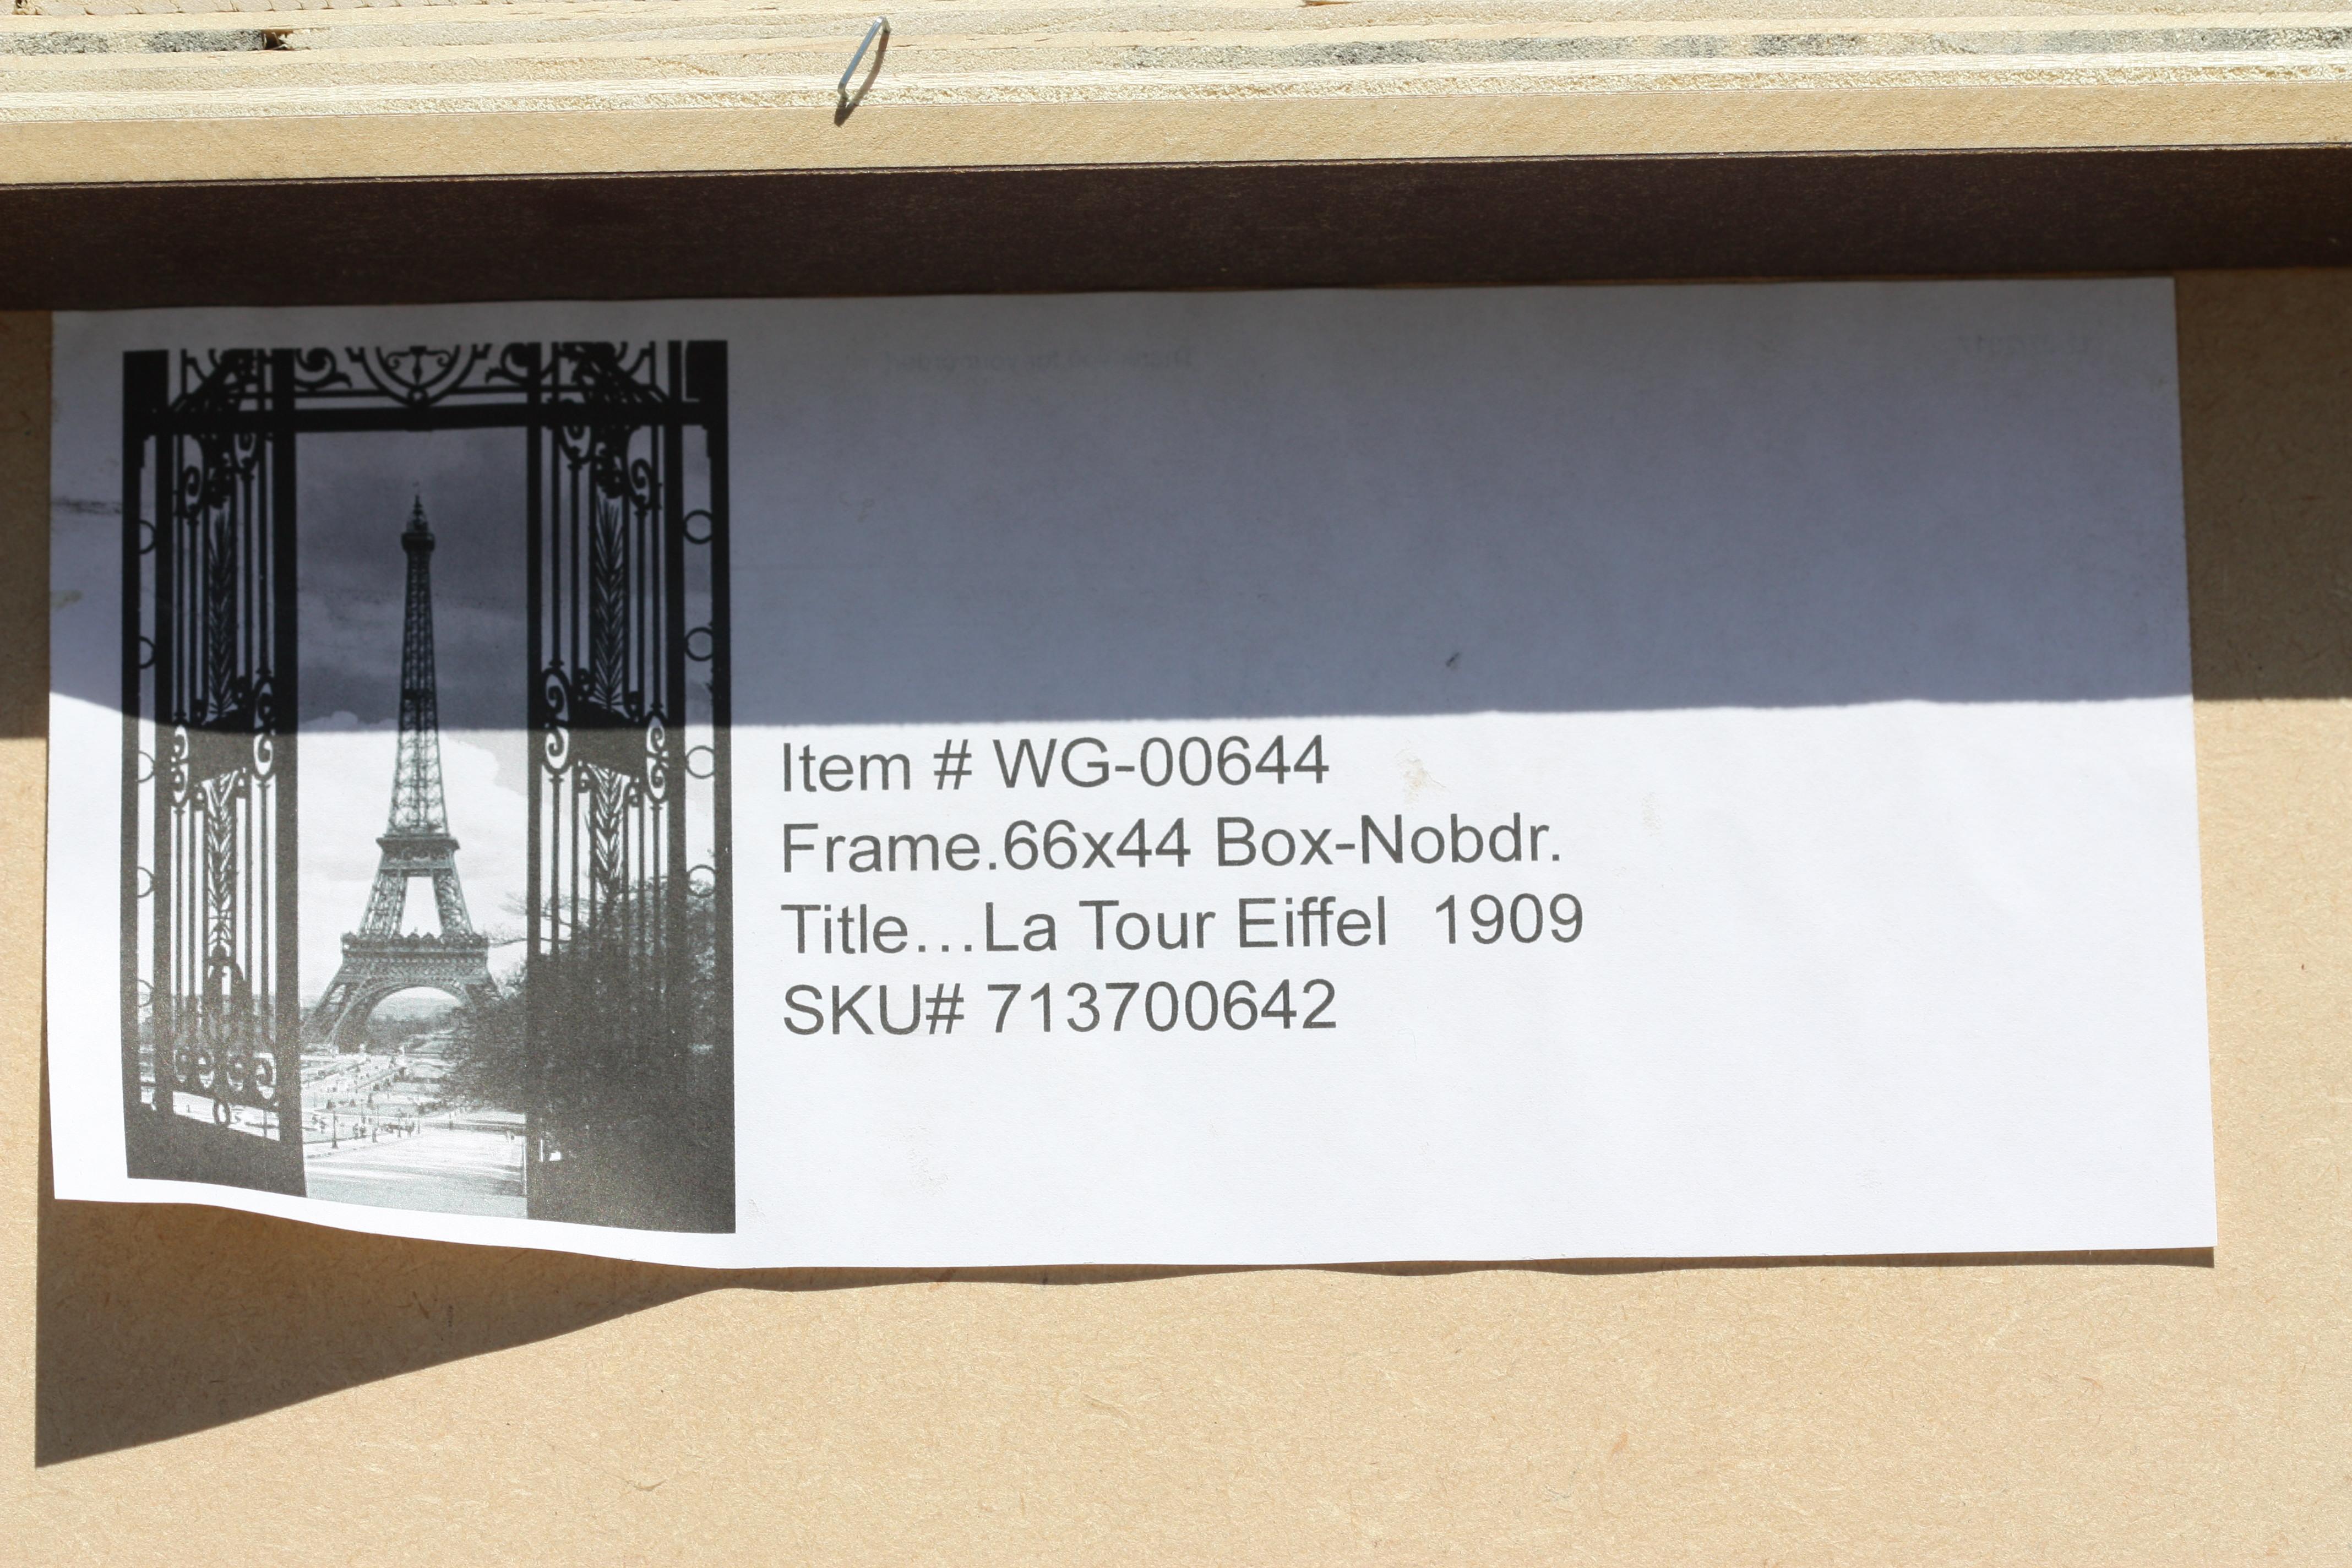 Item # WG-00644
Frame.66x44 Box-Nobdr.
Title...La Tour Eiffel  1909
SKU# 713700642